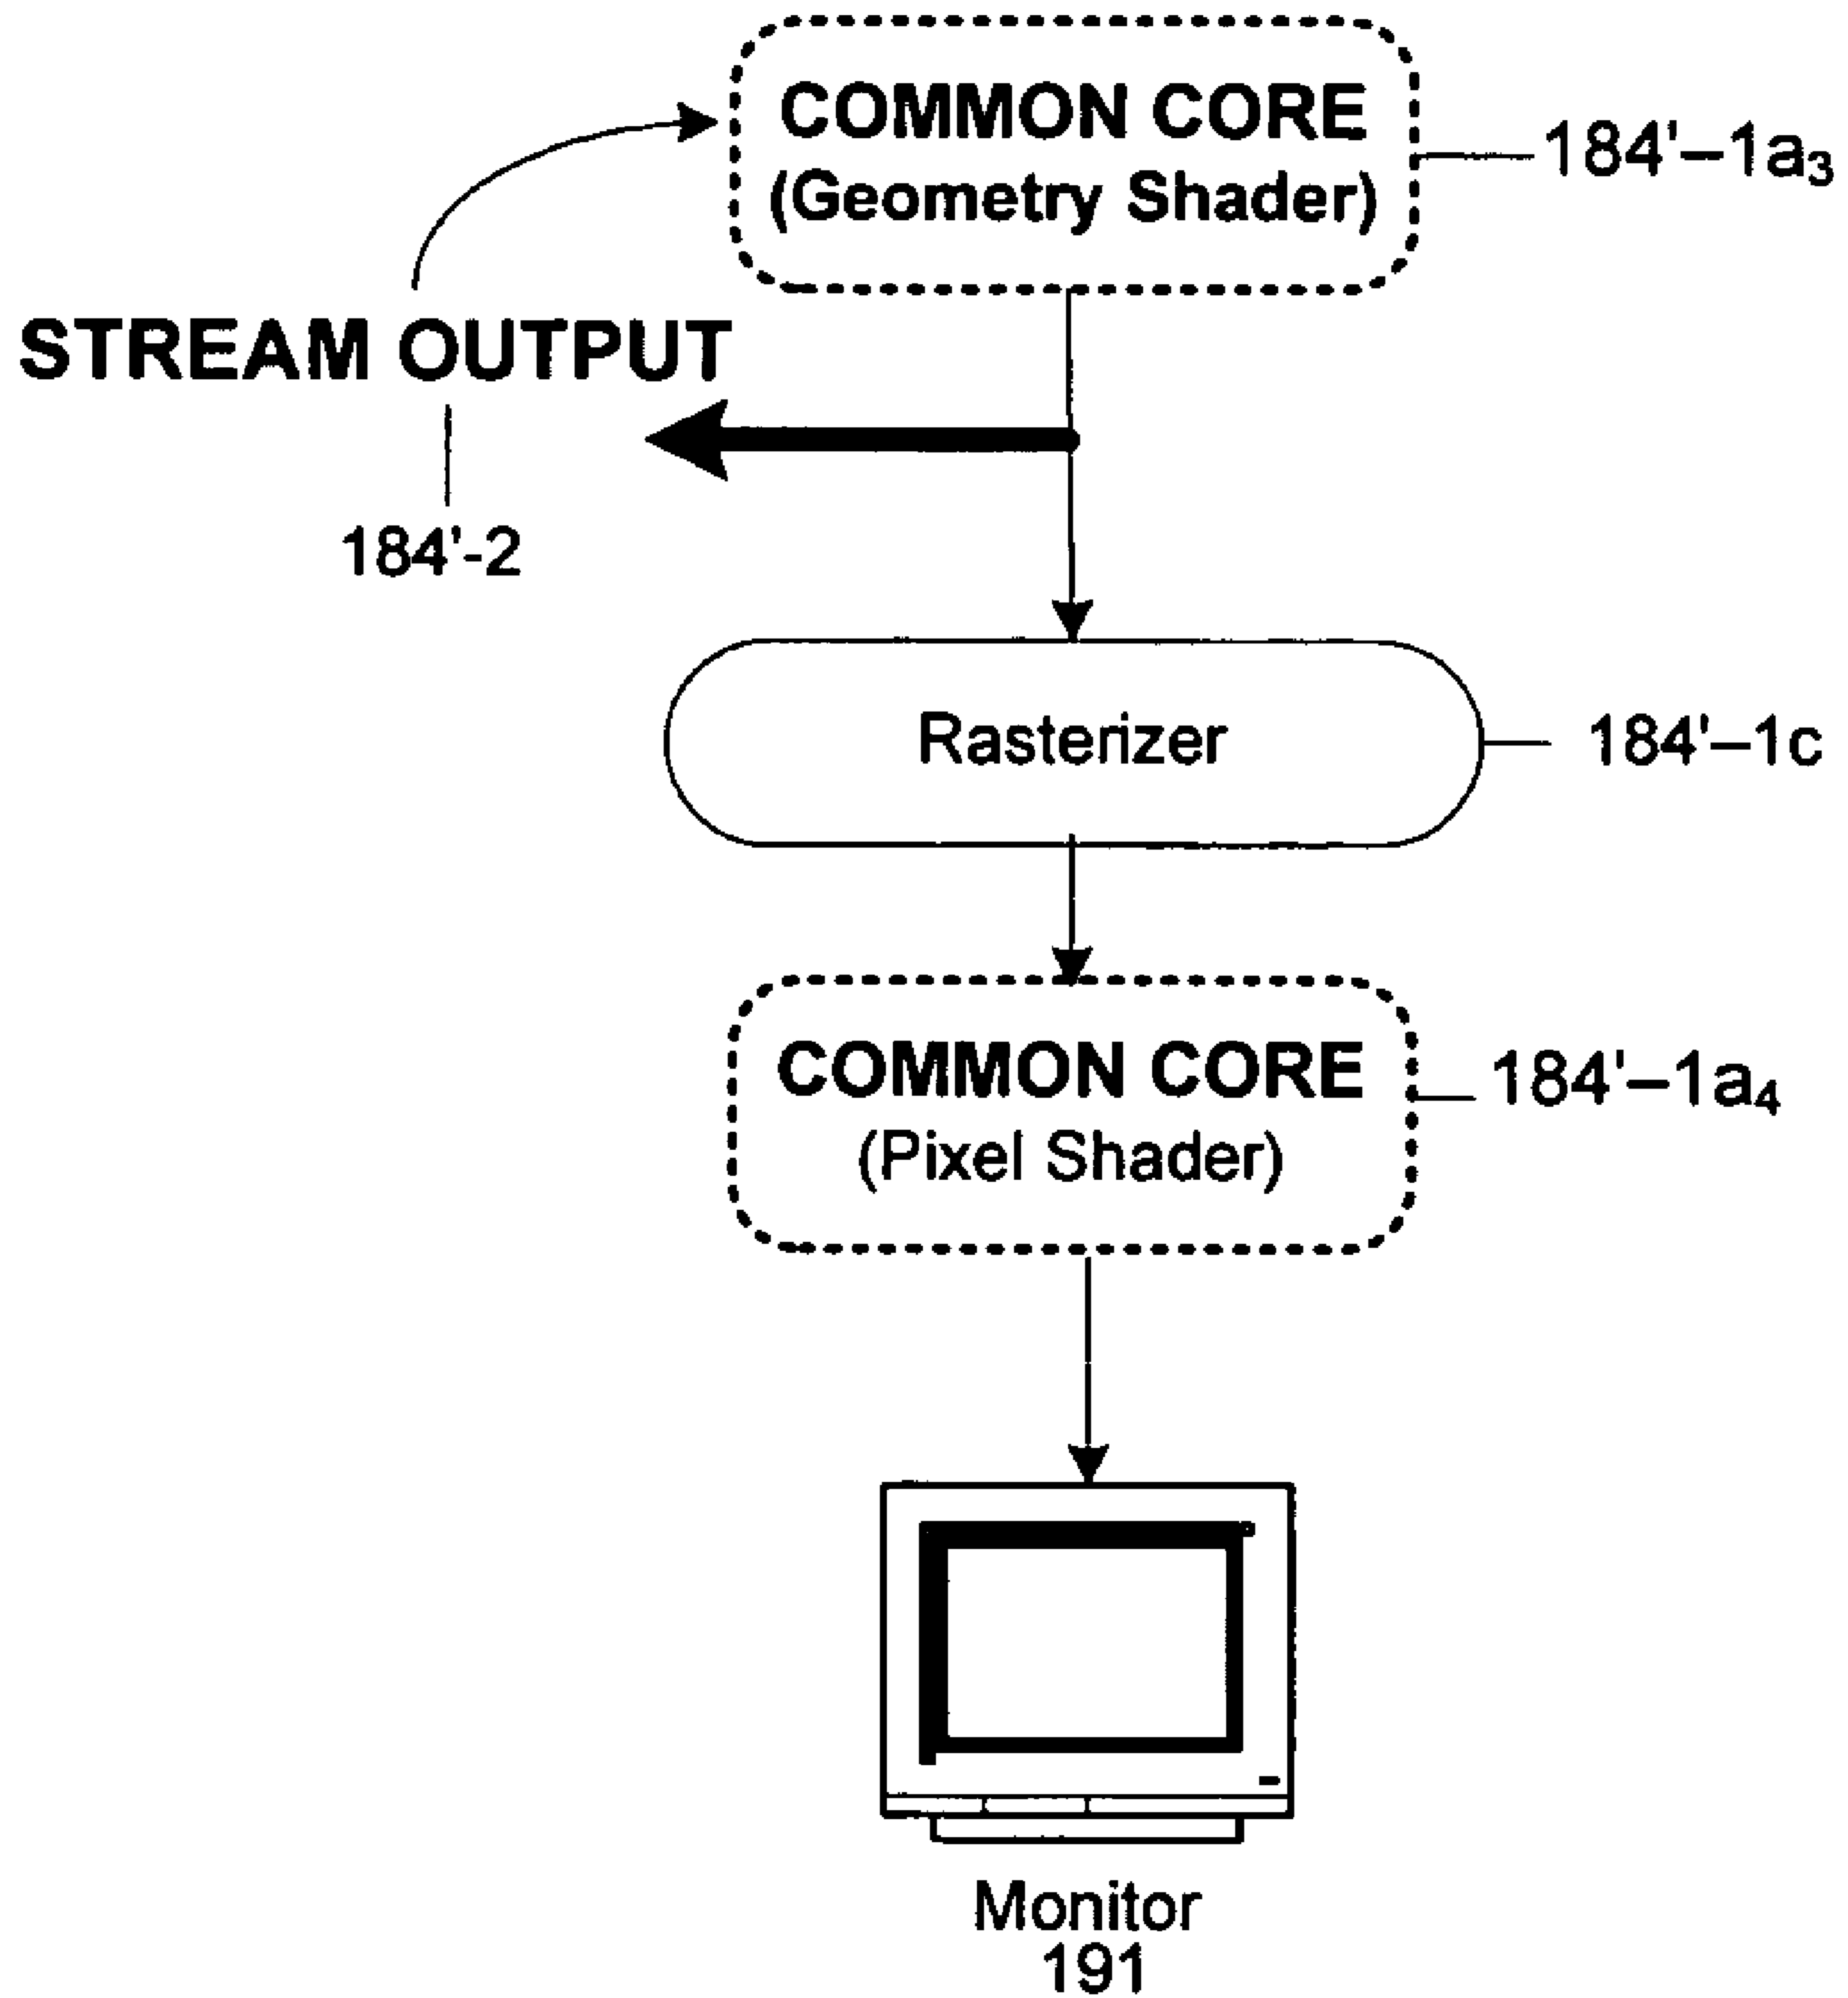 COMMON CORE
(Geometry Shader)
184'–1a₃
STREAM OUTPUT
184'-2
Rasterizer
184'–1c
COMMON CORE
(Pixel Shader)
184'–1a₄
Monitor
191